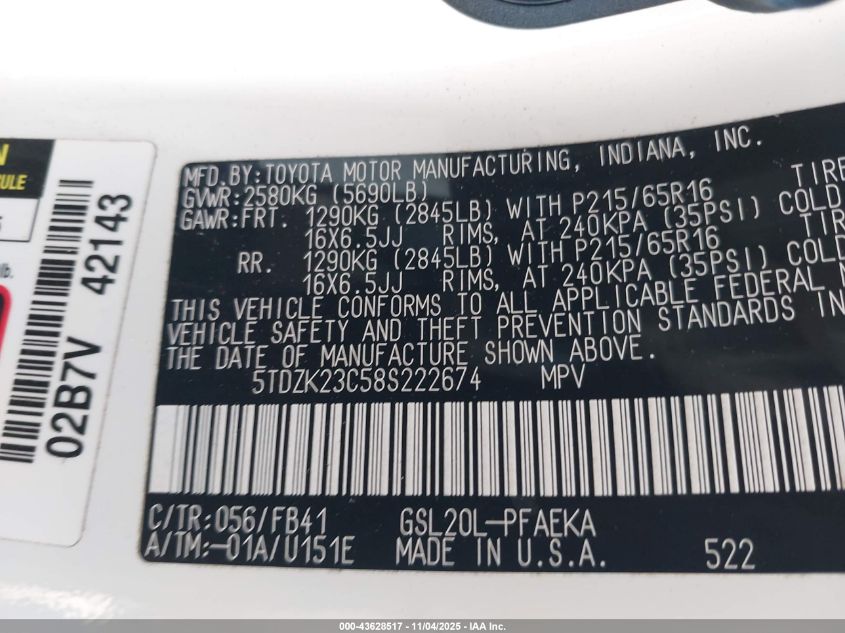 MFD. BY: TOYOTA MOTOR MANUFACTURING, INDIANA, INC.
GVWR: 2580KG (5690LB)
GAWR: FRT. 1290KG (2845LB) WITH P215/65R16 TIRE
16X6.5JJ RIMS, AT 240KPA (35PSI) COLD
RR. 1290KG (2845LB) WITH P215/65R16 TIRE
16X6.5JJ RIMS, AT 240KPA (35PSI) COLD
THIS VEHICLE CONFORMS TO ALL APPLICABLE FEDERAL
VEHICLE SAFETY AND THEFT PREVENTION STANDARDS IN
THE DATE OF MANUFACTURE SHOWN ABOVE.
5TDZK23C58S222674 MPV
C/TR: 056/FB41 GSL20L-PFAEKA
A/TM: -01A/U151E MADE IN U.S.A. 522
02B7V 42143
lb.
000-43628517 - 11/04/2025 - IAA Inc.